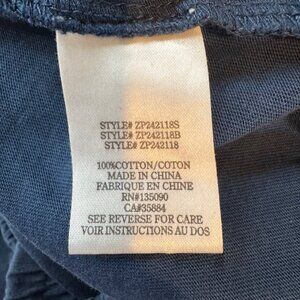 STYLE# ZP242118S
STYLE# ZP242118B
STYLE# ZP242118
100%COTTON/COTON
MADE IN CHINA
FABRIQUE EN CHINE
RN#135090
CA#35884
SEE REVERSE FOR CARE
VOIR INSTRUCTIONS AU DOS